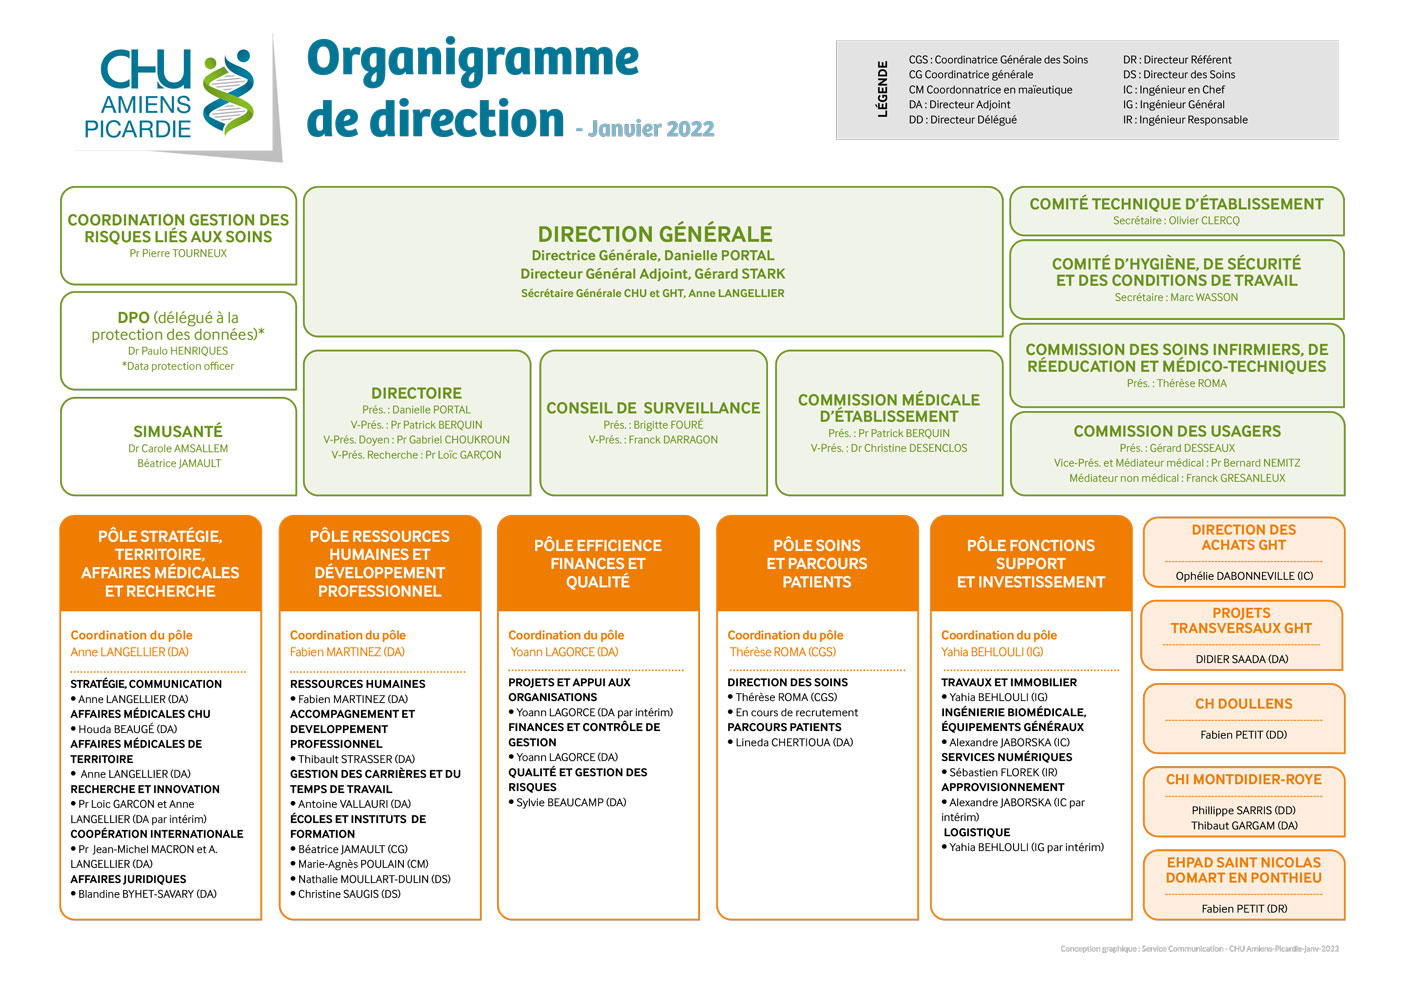 CHU
AMIENS
PICARDIE
Organigramme
de direction - Janvier 2022
LÉGENDE
CGS : Coordinatrice Générale des Soins
CG Coordinatrice générale
CM Coordonnatrice en maïeutique
DA : Directeur Adjoint
DD : Directeur Délégué
DR : Directeur Référent
DS : Directeur des Soins
IC : Ingénieur en Chef
IG : Ingénieur Général
IR : Ingénieur Responsable
COORDINATION GESTION DES
RISQUES LIÉS AUX SOINS
Pr Pierre TOURNEUX
DPO (délégué à la
protection des données)*
Dr Paulo HENRIQUES
*Data protection officer
SIMUSANTÉ
Dr Carole AMSALLEM
Béatrice JAMAULT
DIRECTION GÉNÉRALE
Directrice Générale, Danielle PORTAL
Directeur Général Adjoint, Gérard STARK
Sécrétaire Générale CHU et GHT, Anne LANGELLIER
DIRECTOIRE
Prés. : Danielle PORTAL
V-Prés. : Pr Patrick BERQUIN
V-Prés. Doyen : Pr Gabriel CHOUKROUN
V-Prés. Recherche : Pr Loïc GARÇON
CONSEIL DE SURVEILLANCE
Prés. : Brigitte FOURÉ
V-Prés. : Franck DARRAGON
COMMISSION MÉDICALE
D'ÉTABLISSEMENT
Prés. : Pr Patrick BERQUIN
V-Prés. : Dr Christine DESENCLOS
COMITÉ TECHNIQUE D'ÉTABLISSEMENT
Secrétaire : Olivier CLERCQ
COMITÉ D'HYGIÈNE, DE SÉCURITÉ
ET DES CONDITIONS DE TRAVAIL
Secrétaire : Marc WASSON
COMMISSION DES SOINS INFIRMIERS, DE
RÉEDUCATION ET MÉDICO-TECHNIQUES
Prés. : Thérèse ROMA
COMMISSION DES USAGERS
Prés. : Gérard DESSEAUX
Vice-Prés. et Médiateur médical : Pr Bernard NEMITZ
Médiateur non médical : Franck GRESANLEUX
PÔLE STRATÉGIE,
TERRITOIRE,
AFFAIRES MÉDICALES
ET RECHERCHE
Coordination du pôle
Anne LANGELLIER (DA)
STRATÉGIE, COMMUNICATION
• Anne LANGELLIER (DA)
AFFAIRES MÉDICALES CHU
• Houda BEAUGÉ (DA)
AFFAIRES MÉDICALES DE
TERRITOIRE
• Anne LANGELLIER (DA)
RECHERCHE ET INNOVATION
• Pr Loic GARCON et Anne
LANGELLIER (DA par intérim)
COOPÉRATION INTERNATIONALE
• Pr Jean-Michel MACRON et A.
LANGELLIER (DA)
AFFAIRES JURIDIQUES
• Blandine BYHET-SAVARY (DA)
PÔLE RESSOURCES
HUMAINES ET
DÉVELOPPEMENT
PROFESSIONNEL
Coordination du pôle
Fabien MARTINEZ (DA)
RESSOURCES HUMAINES
• Fabien MARTINEZ (DA)
ACCOMPAGNEMENT ET
DEVELOPPEMENT
PROFESSIONNEL
• Thibault STRASSER (DA)
GESTION DES CARRIÈRES ET DU
TEMPS DE TRAVAIL
• Antoine VALLAURI (DA)
ÉCOLES ET INSTITUTS DE
FORMATION
• Béatrice JAMAULT (CG)
• Marie-Agnès POULAIN (CM)
• Nathalie MOULLART-DULIN (DS)
• Christine SAUGIS (DS)
PÔLE EFFICIENCE
FINANCES ET
QUALITÉ
Coordination du pôle
Yoann LAGORCE (DA)
PROJETS ET APPUI AUX
ORGANISATIONS
• Yoann LAGORCE (DA par intérim)
FINANCES ET CONTRÔLE DE
GESTION
• Yoann LAGORCE (DA)
QUALITÉ ET GESTION DES
RISQUES
• Sylvie BEAUCAMP (DA)
PÔLE SOINS
ET PARCOURS
PATIENTS
Coordination du pôle
Thérèse ROMA (CGS)
DIRECTION DES SOINS
• Thérèse ROMA (CGS)
• En cours de recrutement
PARCOURS PATIENTS
• Lineda CHERTIOUA (DA)
PÔLE FONCTIONS
SUPPORT
ET INVESTISSEMENT
Coordination du pôle
Yahia BEHLOULI (IG)
TRAVAUX ET IMMOBILIER
• Yahia BEHLOULI (IG)
INGÉNIERIE BIOMÉDICALE,
ÉQUIPEMENTS GÉNÉRAUX
• Alexandre JABORSKA (IC)
SERVICES NUMÉRIQUES
• Sébastien FLOREK (IR)
APPROVISIONNEMENT
• Alexandre JABORSKA (IC par
intérim)
LOGISTIQUE
• Yahia BEHLOULI (IG par intérim)
DIRECTION DES
ACHATS GHT
Ophélie DABONNEVILLE (IC)
PROJETS
TRANSVERSAUX GHT
DIDIER SAADA (DA)
CH DOULLENS
Fabien PETIT (DD)
CHI MONTDIDIER-ROYE
Phillippe SARRIS (DD)
Thibaut GARGAM (DA)
EHPAD SAINT NICOLAS
DOMART EN PONTHIEU
Fabien PETIT (DR)
Conception graphique : Service Communication - CHU Amiens-Picardie-janv-2022